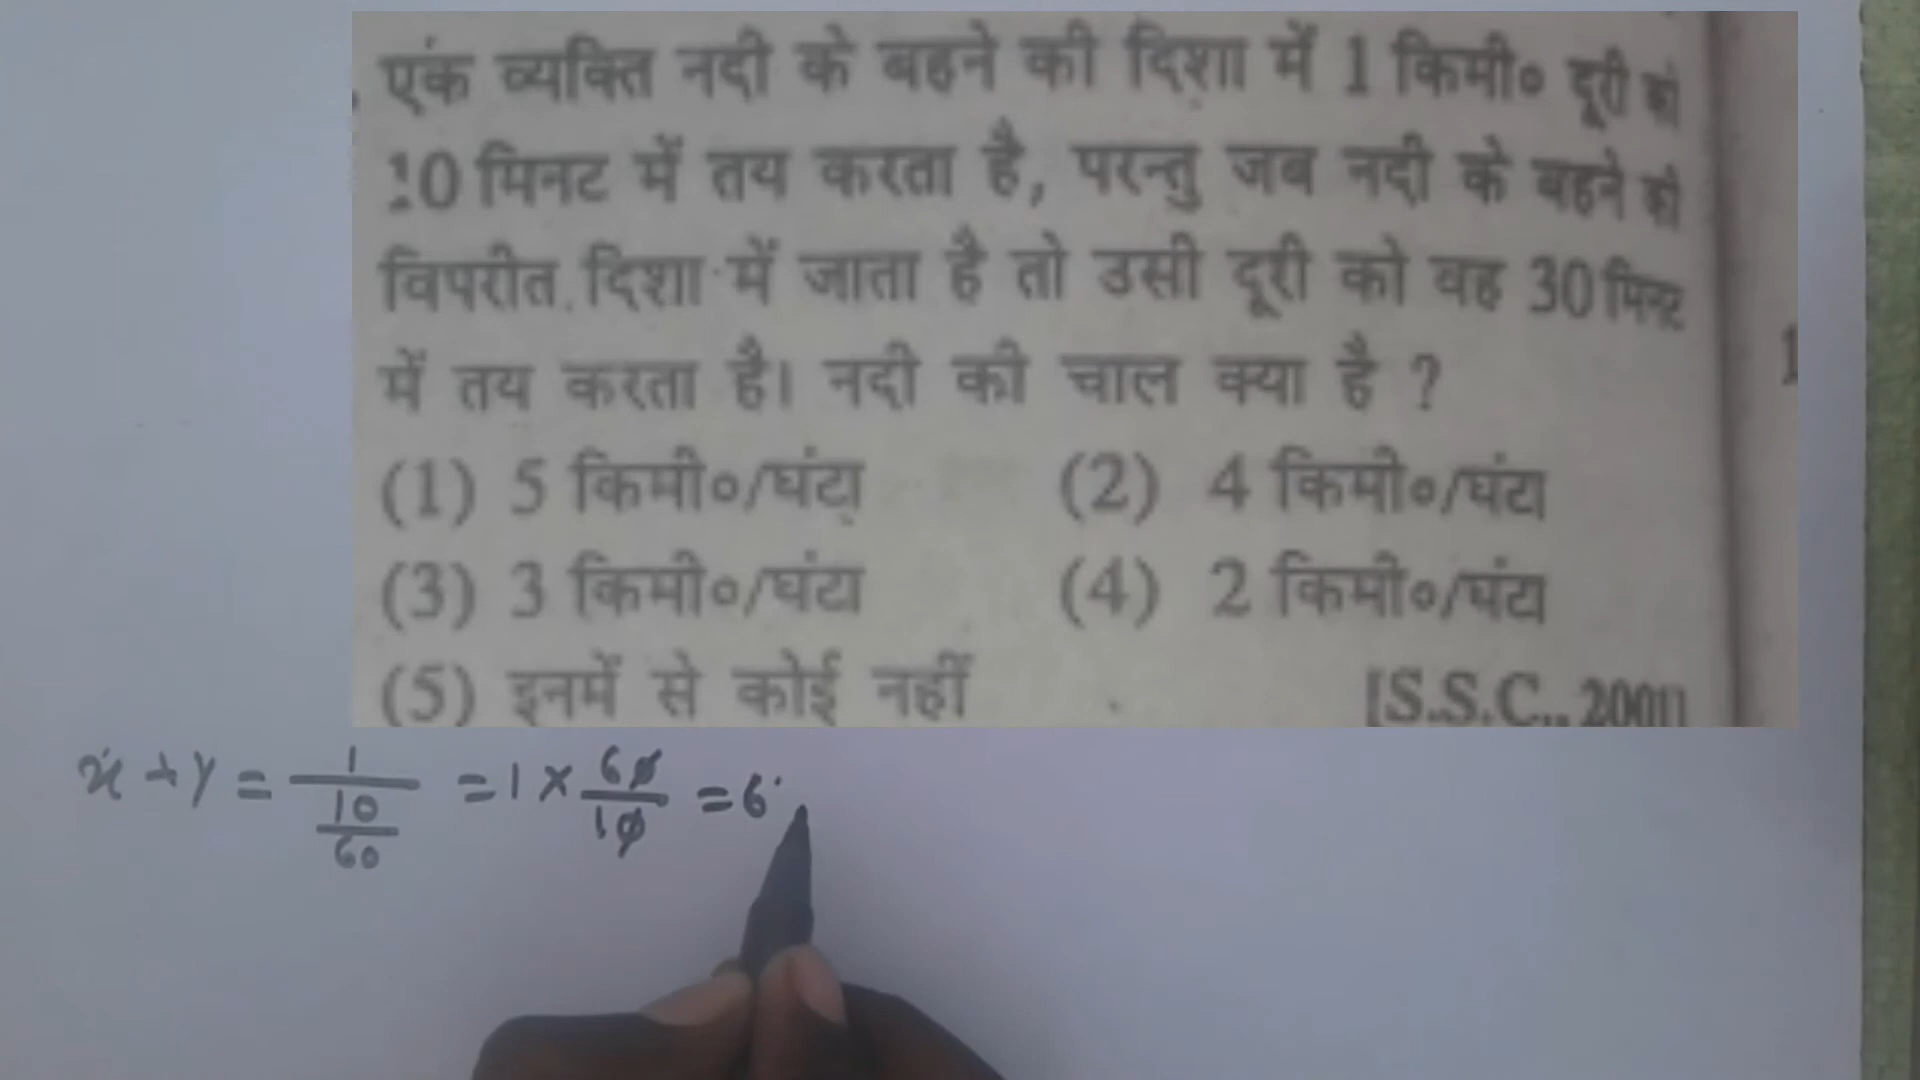 एक व्यक्ति नदी के बहने की दिशा में 1 किमी० दूरी को
10 मिनट में तय करता है, परन्तु जब नदी के बहने की
विपरीत दिशा में जाता है तो उसी दूरी को वह 30 मिनट
में तय करता है। नदी की चाल क्या है ?
(1) 5 किमी०/घंटा (2) 4 किमी०/घंटा
(3) 3 किमी०/घंटा (4) 2 किमी०/घंटा
(5) इनमें से कोई नहीं [S.S.C., 2001]
1
x + y = 1/(10/60) = 1 × 60/10 = 6